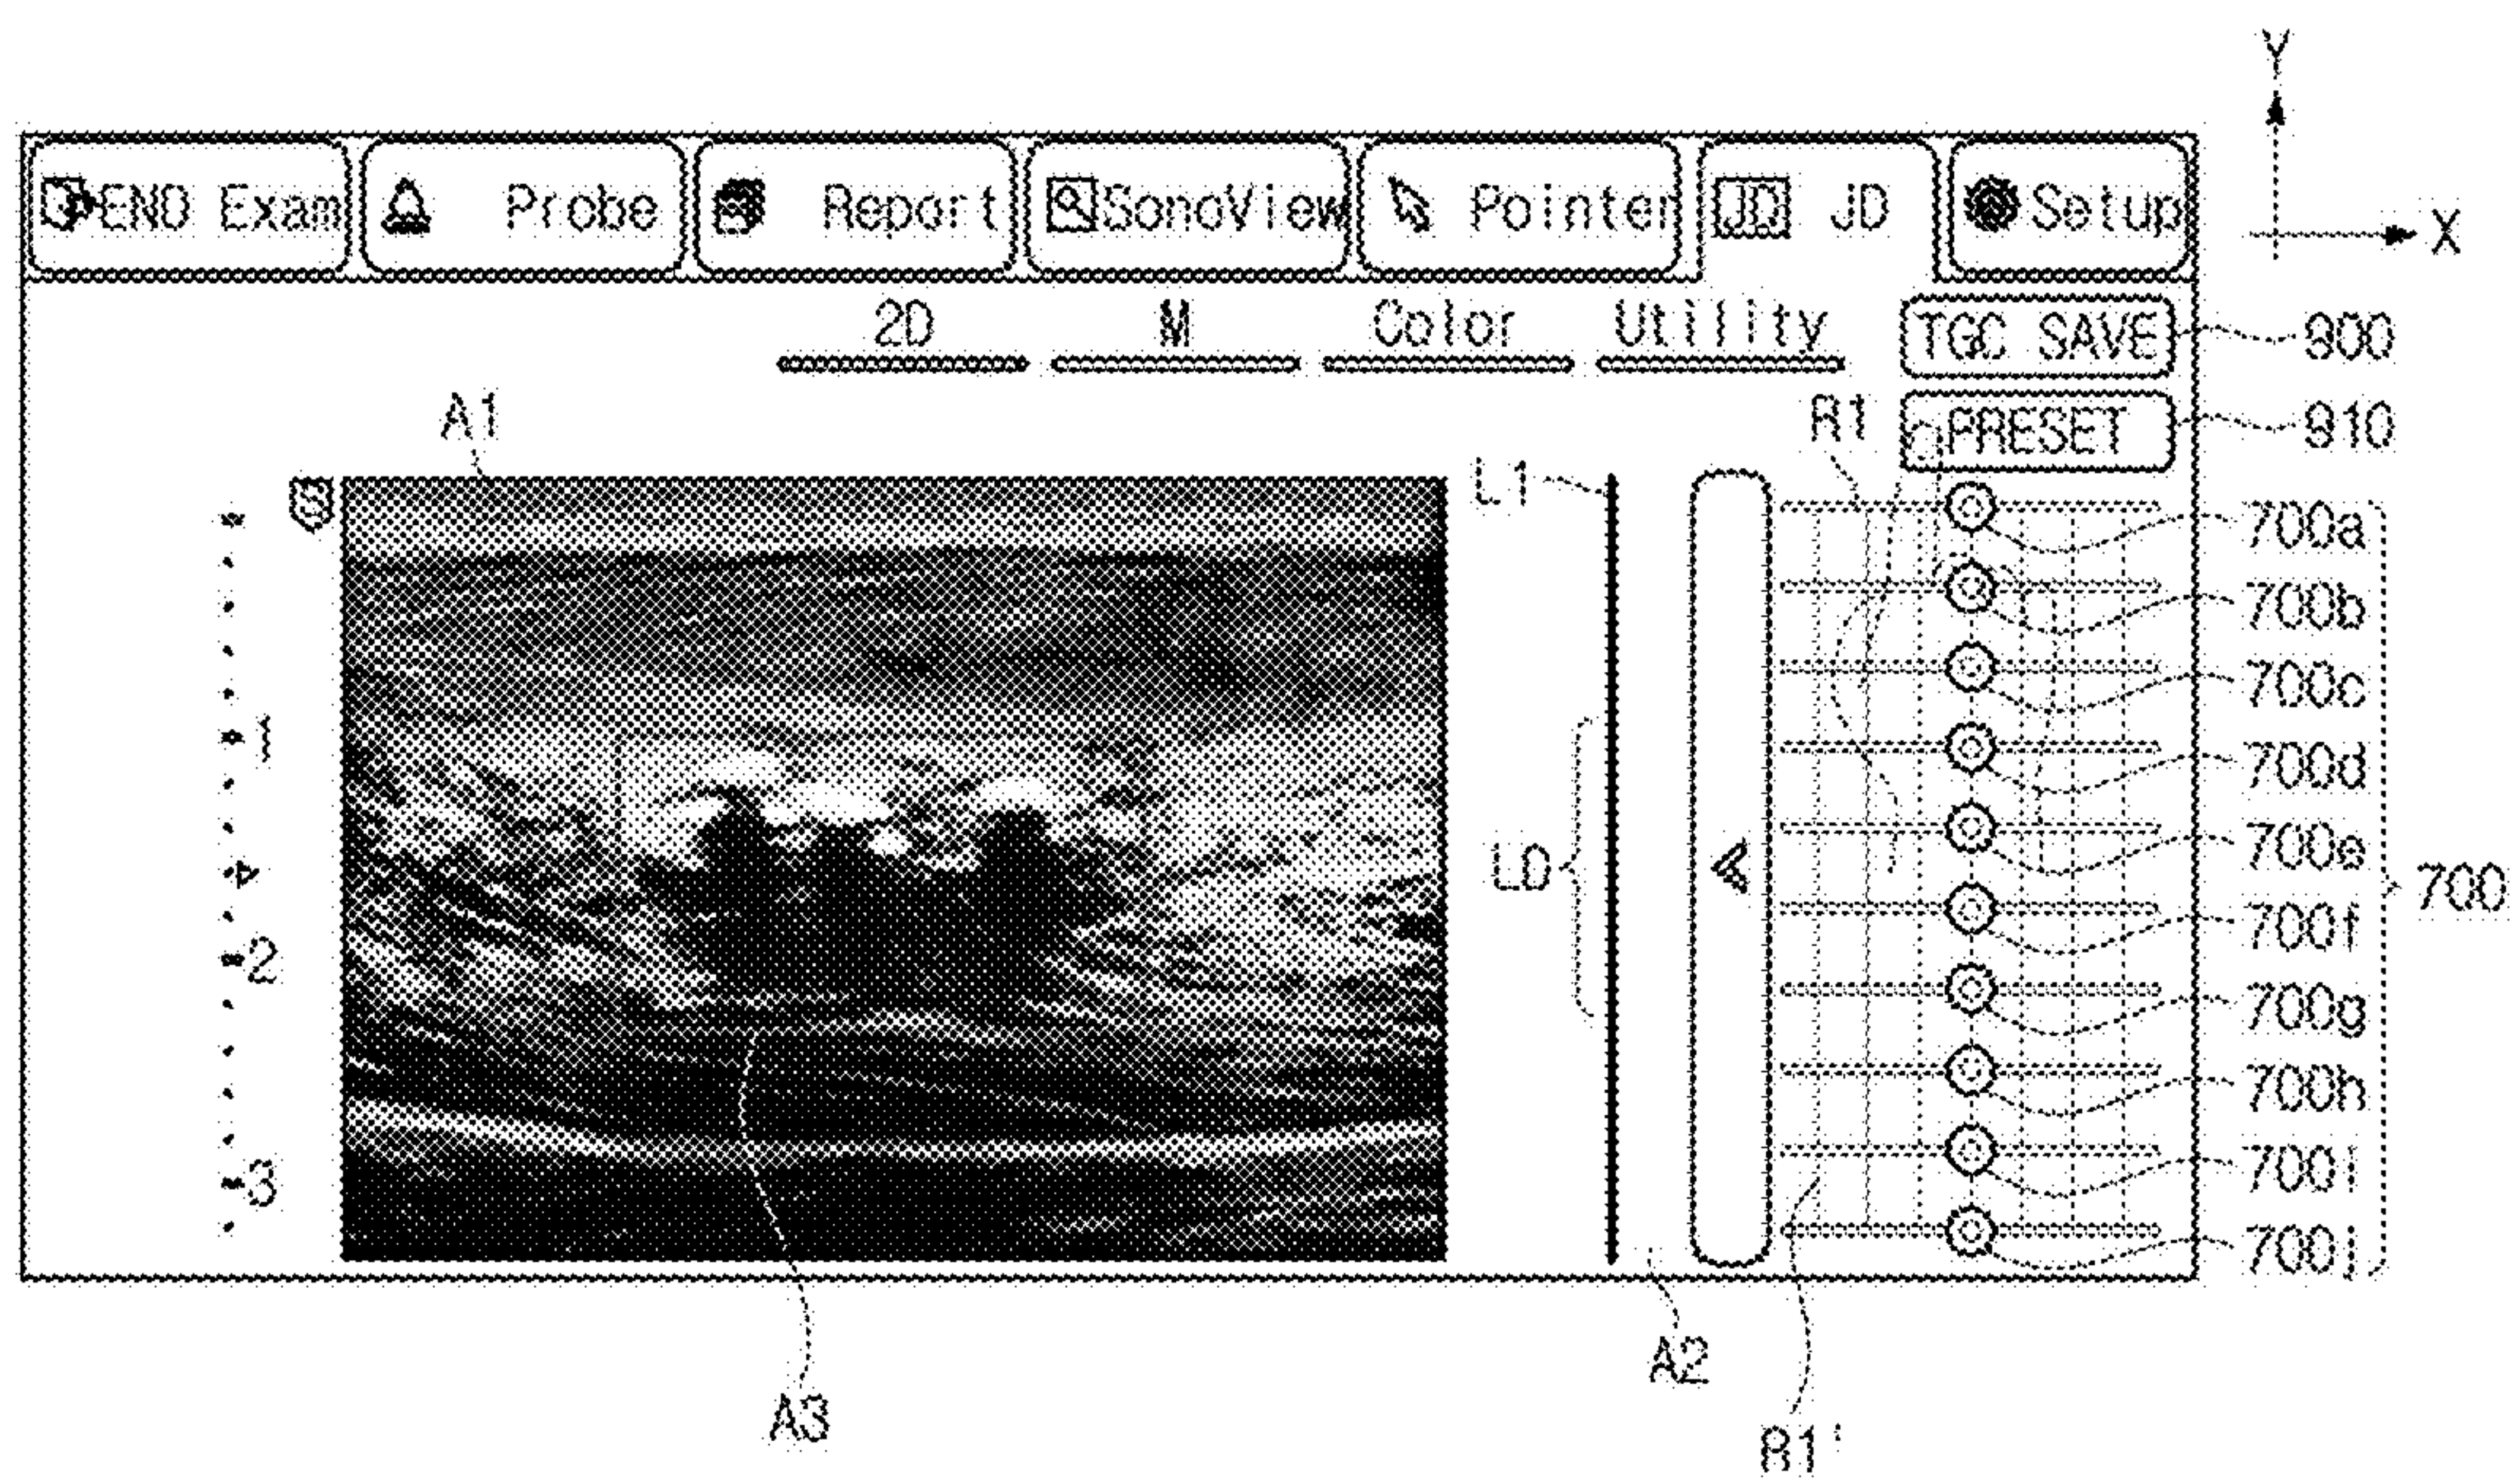 Y
END Exam Probe Report SonoView Pointer JD JD Setup
X
2D M Color Utility TGC SAVE 900
A1 R1 PRESET 910
S L1
700a
700b
700c
1
700d
LD 700e
700
700f
2
700g
700h
3
700i
700j
A2
A3
R1'